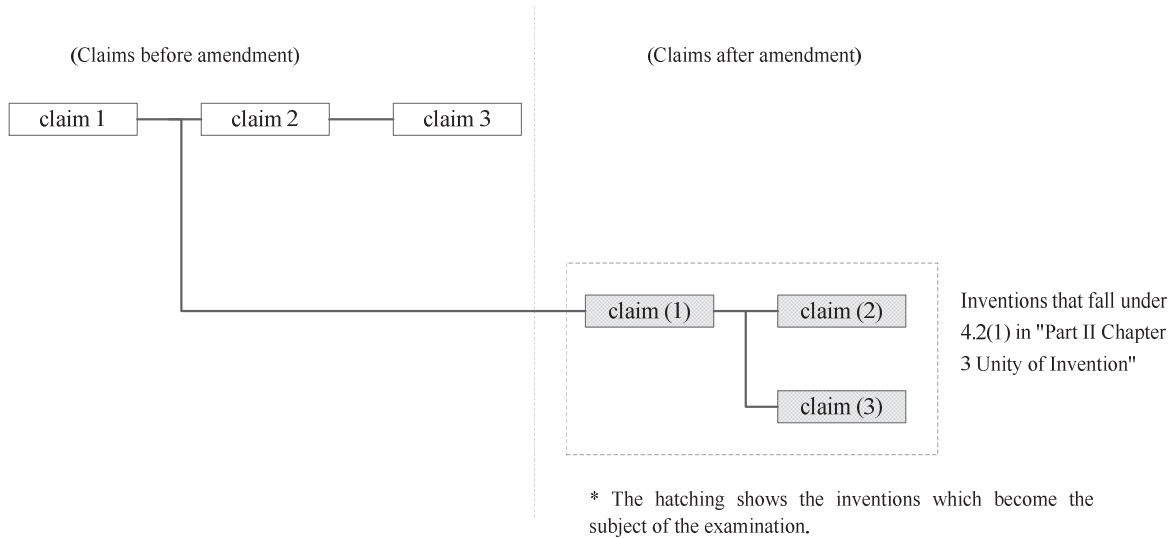 (Claims before amendment)
(Claims after amendment)
claim 1
claim 2
claim 3
claim (1)
claim (2)
claim (3)
Inventions that fall under
4.2(1) in "Part II Chapter
3 Unity of Invention"
* The hatching shows the inventions which become the
subject of the examination.